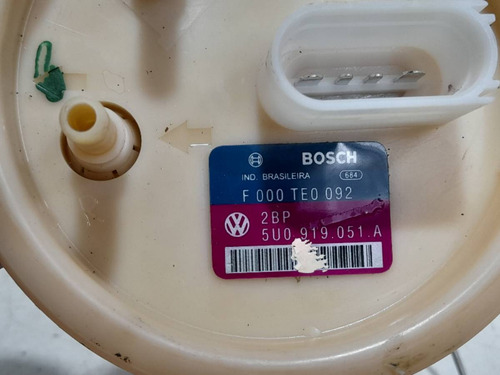 BOSCH
IND. BRASILEIRA 684
F 000 TE0 092
2BP
5U0 919.051.A